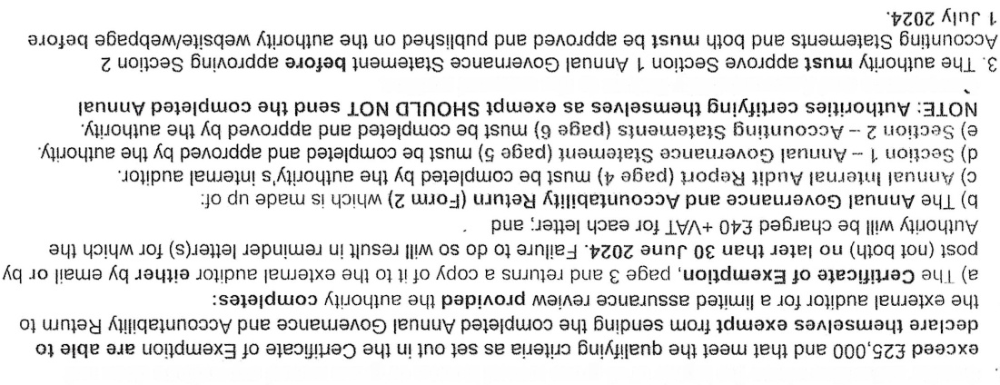 exceed £25,000 and that meet the qualifying criteria as set out in the Certificate of Exemption are able to
declare themselves exempt from sending the completed Annual Governance and Accountability Return to
the external auditor for a limited assurance review provided the authority completes:
a) The Certificate of Exemption, page 3 and returns a copy of it to the external auditor either by email or by
post (not both) no later than 30 June 2024. Failure to do so will result in reminder letter(s) for which the
Authority will be charged £40 +VAT for each letter; and
b) The Annual Governance and Accountability Return (Form 2) which is made up of:
c) Annual Internal Audit Report (page 4) must be completed by the authority's internal auditor.
d) Section 1 – Annual Governance Statement (page 5) must be completed and approved by the authority.
e) Section 2 – Accounting Statements (page 6) must be completed and approved by the authority.
NOTE: Authorities certifying themselves as exempt SHOULD NOT send the completed Annual
3. The authority must approve Section 1 Annual Governance Statement before approving Section 2
Accounting Statements and both must be approved and published on the authority website/webpage before
1 July 2024.